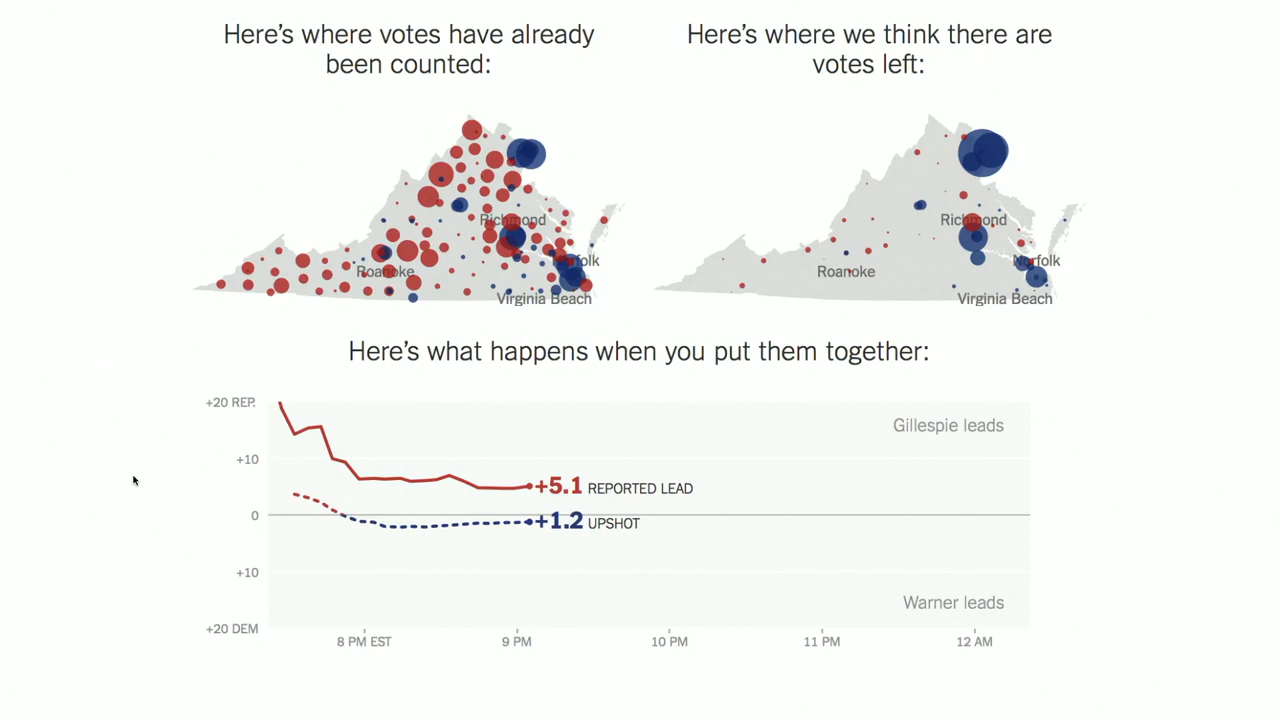 Here's where votes have already
been counted:
Here's where we think there are
votes left:
Richmond
Norfolk
Roanoke
Virginia Beach
Richmond
Norfolk
Roanoke
Virginia Beach
Here's what happens when you put them together:
+20 REP.
Gillespie leads
+10
+5.1 REPORTED LEAD
0
+1.2 UPSHOT
+10
Warner leads
+20 DEM
8 PM EST
9 PM
10 PM
11 PM
12 AM